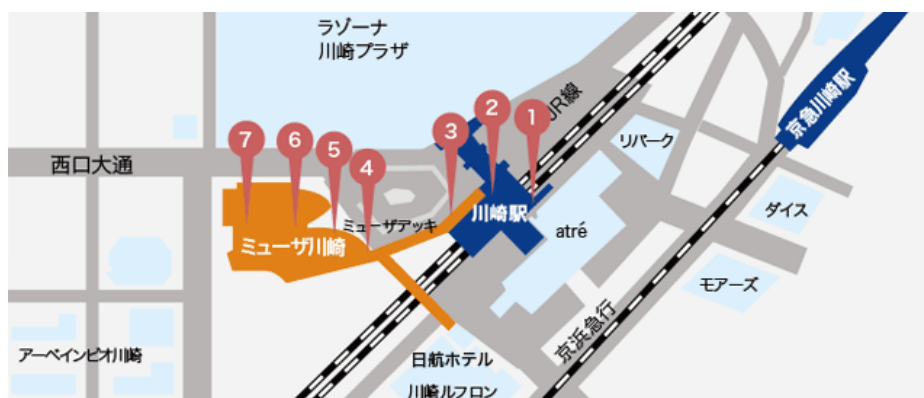 ラゾーナ
川崎プラザ
JR線
京急川崎駅
1
2
3
4
5
6
7
リパーク
西口大通
川崎駅
ミューザデッキ
atré
ダイス
ミューザ川崎
モアーズ
京浜急行
アーベインビオ川崎
日航ホテル
川崎ルフロン